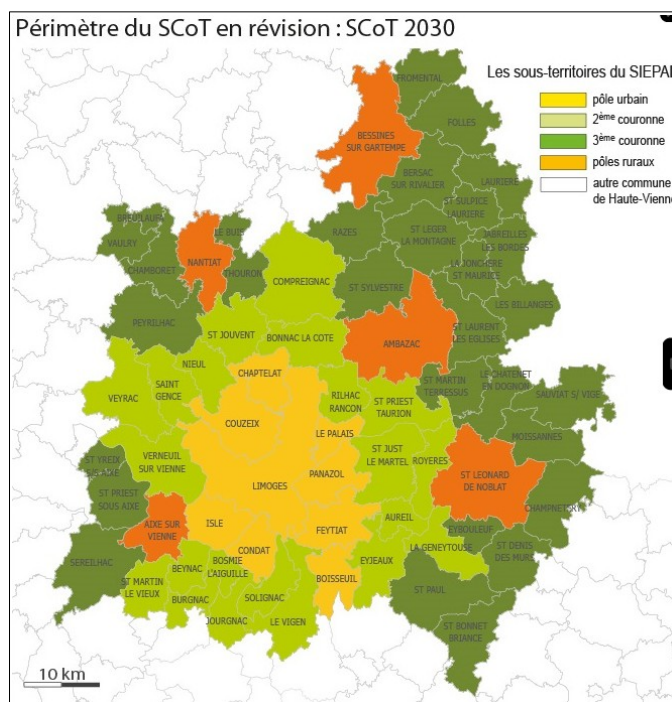 Périmètre du SCoT en révision : SCoT 2030
Les sous-territoires du SIEPAL
pôle urbain
2ème couronne
3ème couronne
pôles ruraux
autre commune
de Haute-Vienne
FROMENTAL
BESSINES
SUR GARTEMPE
FOLLES
BERSAC
SUR RIVALIER
LAURIERE
ST SULPICE
LAURIERE
BREUILAUFA
LE BUIS
VAULRY
NANTIAT
CHAMBORET
THOURON
RAZES
ST LEGER
LA MONTAGNE
JABREILLES
LES BORDES
LA JONCHERE
ST MAURICE
COMPREIGNAC
ST SYLVESTRE
LES BILLANGES
PEYRILHAC
ST JOUVENT
BONNAC LA COTE
AMBAZAC
ST LAURENT
LES EGLISES
NIEUL
CHAPTELAT
VEYRAC
SAINT
GENCE
RILHAC
RANCON
ST PRIEST
TAURION
ST MARTIN
TERRESSUS
LE CHATENET
EN DOGNON
SAUVIAT S/ VIGE
COUZEIX
LE PALAIS
MOISSANNES
VERNEUIL
SUR VIENNE
ST JUST
LE MARTEL
ROYERES
ST YREIX
S/S AIXE
LIMOGES
PANAZOL
ST LEONARD
DE NOBLAT
ST PRIEST
SOUS AIXE
AIXE SUR
VIENNE
ISLE
FEYTIAT
AUREIL
CHAMPNETERY
EYBOULEUF
CONDAT
LA GENEYTOUSE
SEREILHAC
BEYNAC
BOSMIE
L'AIGUILLE
BOISSEUIL
EYJEAUX
ST DENIS
DES MURS
ST MARTIN
LE VIEUX
BURGNAC
SOLIGNAC
ST PAUL
JOURGNAC
LE VIGEN
ST BONNET
BRIANCE
10 km